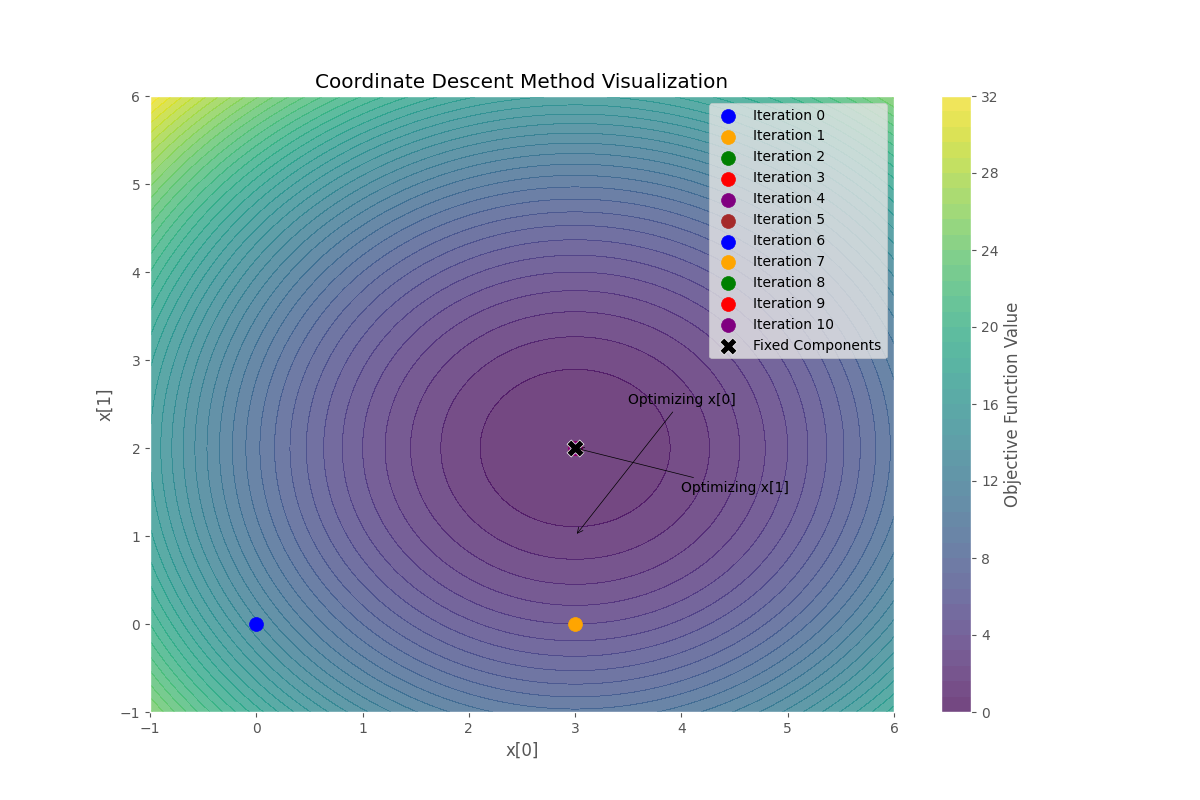 Coordinate Descent Method Visualization
6
5
4
3
2
1
0
−1
x[1]
−1
0
1
2
3
4
5
6
x[0]
Iteration 0
Iteration 1
Iteration 2
Iteration 3
Iteration 4
Iteration 5
Iteration 6
Iteration 7
Iteration 8
Iteration 9
Iteration 10
Fixed Components
Optimizing x[0]
Optimizing x[1]
32
28
24
20
16
12
8
4
0
Objective Function Value